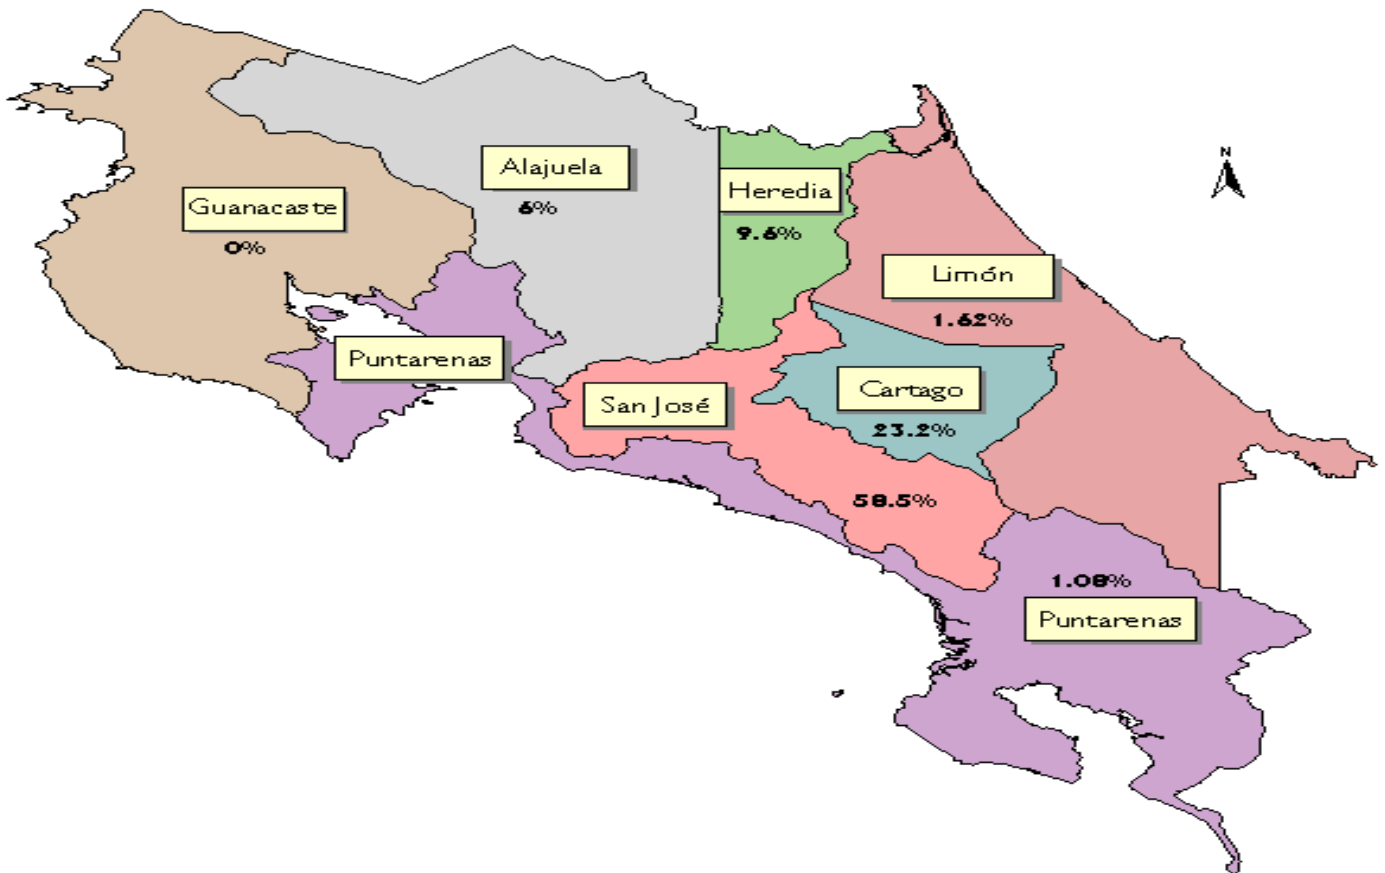 N
Alajuela
6%
Heredia
9.6%
Guanacaste
0%
Limón
1.62%
Puntarenas
San José
58.5%
Cartago
23.2%
1.08%
Puntarenas